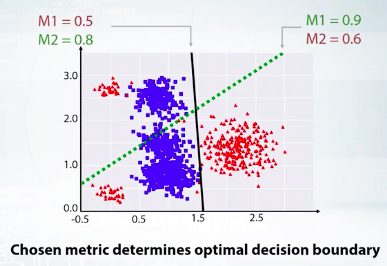 M1 = 0.5
M2 = 0.8
M1 = 0.9
M2 = 0.6
3.0
2.0
1.0
0.0
-0.5 0.5 1.5 2.5
Chosen metric determines optimal decision boundary